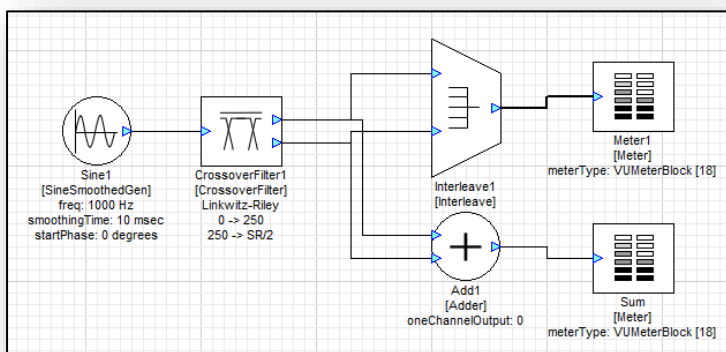 Sine1
[SineSmoothedGen]
freq: 1000 Hz
smoothingTime: 10 msec
startPhase: 0 degrees
CrossoverFilter1
[CrossoverFilter]
Linkwitz-Riley
0 -> 250
250 -> SR/2
Interleave1
[Interleave]
Meter1
[Meter]
meterType: VUMeterBlock [18]
Add1
[Adder]
oneChannelOutput: 0
Sum
[Meter]
meterType: VUMeterBlock [18]